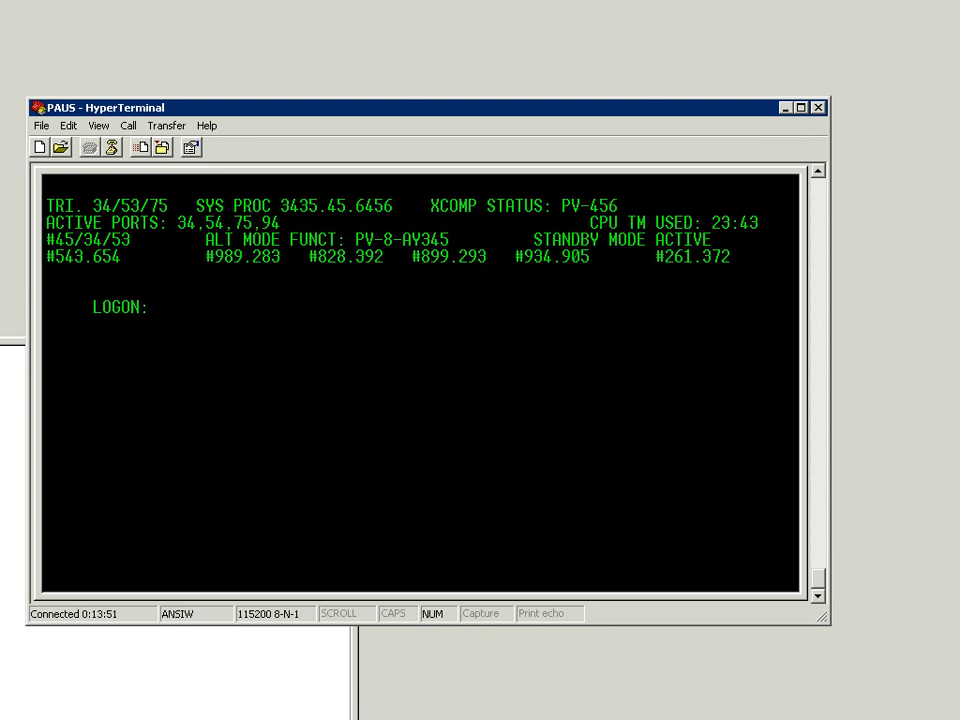 PAUS - HyperTerminal
File Edit View Call Transfer Help
TRI. 34/53/75 SYS PROC 3435.45.6456 XCOMP STATUS: PV-456
ACTIVE PORTS: 34,54,75,94 CPU TM USED: 23:43
#45/34/53 ALT MODE FUNCT: PV-8-AY345 STANDBY MODE ACTIVE
#543.654 #989.283 #828.392 #899.293 #934.905 #261.372
LOGON:
Connected 0:13:51 ANSIW 115200 8-N-1 SCROLL CAPS NUM Capture Print echo